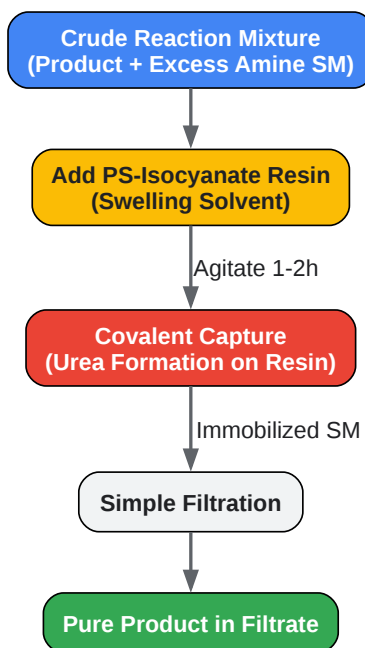 Crude Reaction Mixture
(Product + Excess Amine SM)
Add PS-Isocyanate Resin
(Swelling Solvent)
Agitate 1-2h
Covalent Capture
(Urea Formation on Resin)
Immobilized SM
Simple Filtration
Pure Product in Filtrate